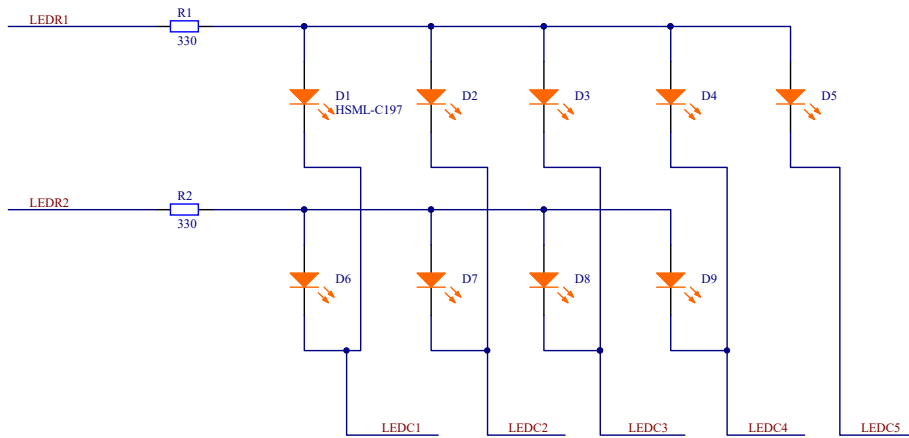 LEDR1
R1
330
D1
HSML-C197
D2
D3
D4
D5
LEDR2
R2
330
D6
D7
D8
D9
LEDC1
LEDC2
LEDC3
LEDC4
LEDC5